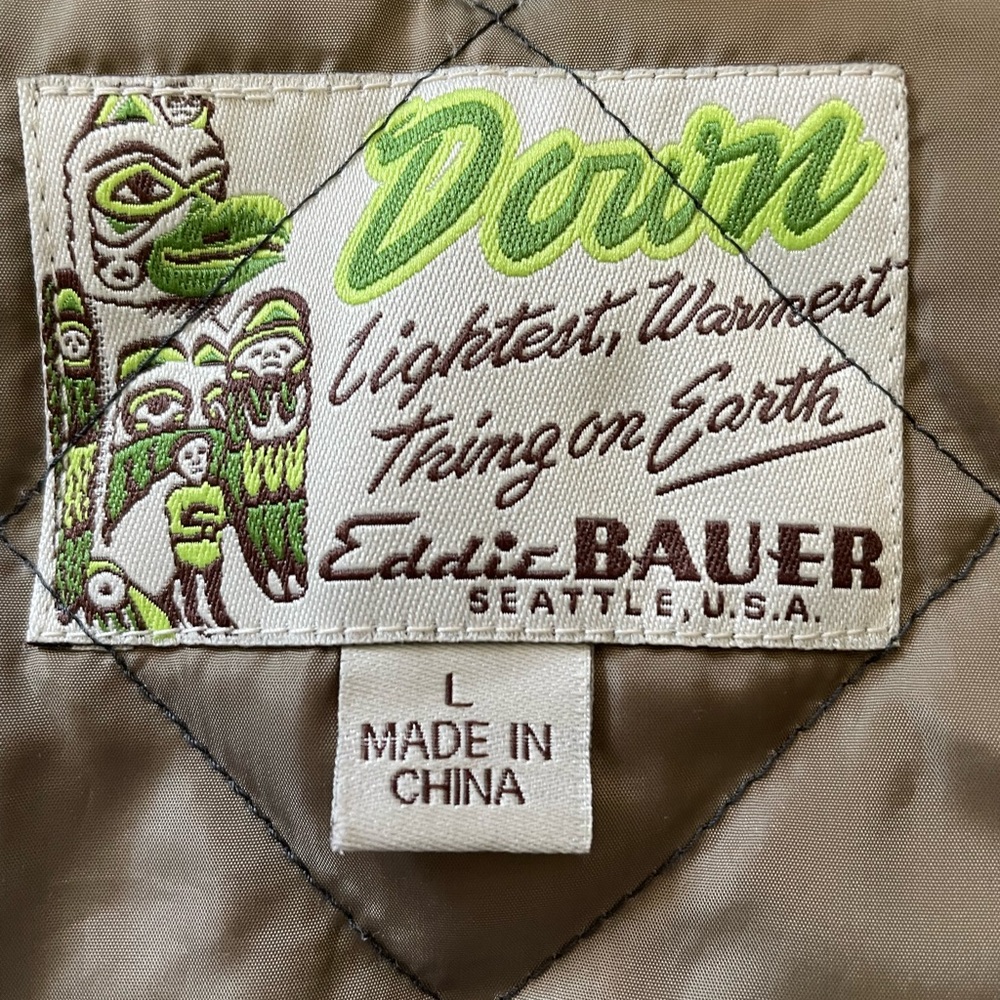 Down
Lightest, Warmest
Thing on Earth
Eddie BAUER
SEATTLE, U.S.A.
L
MADE IN
CHINA